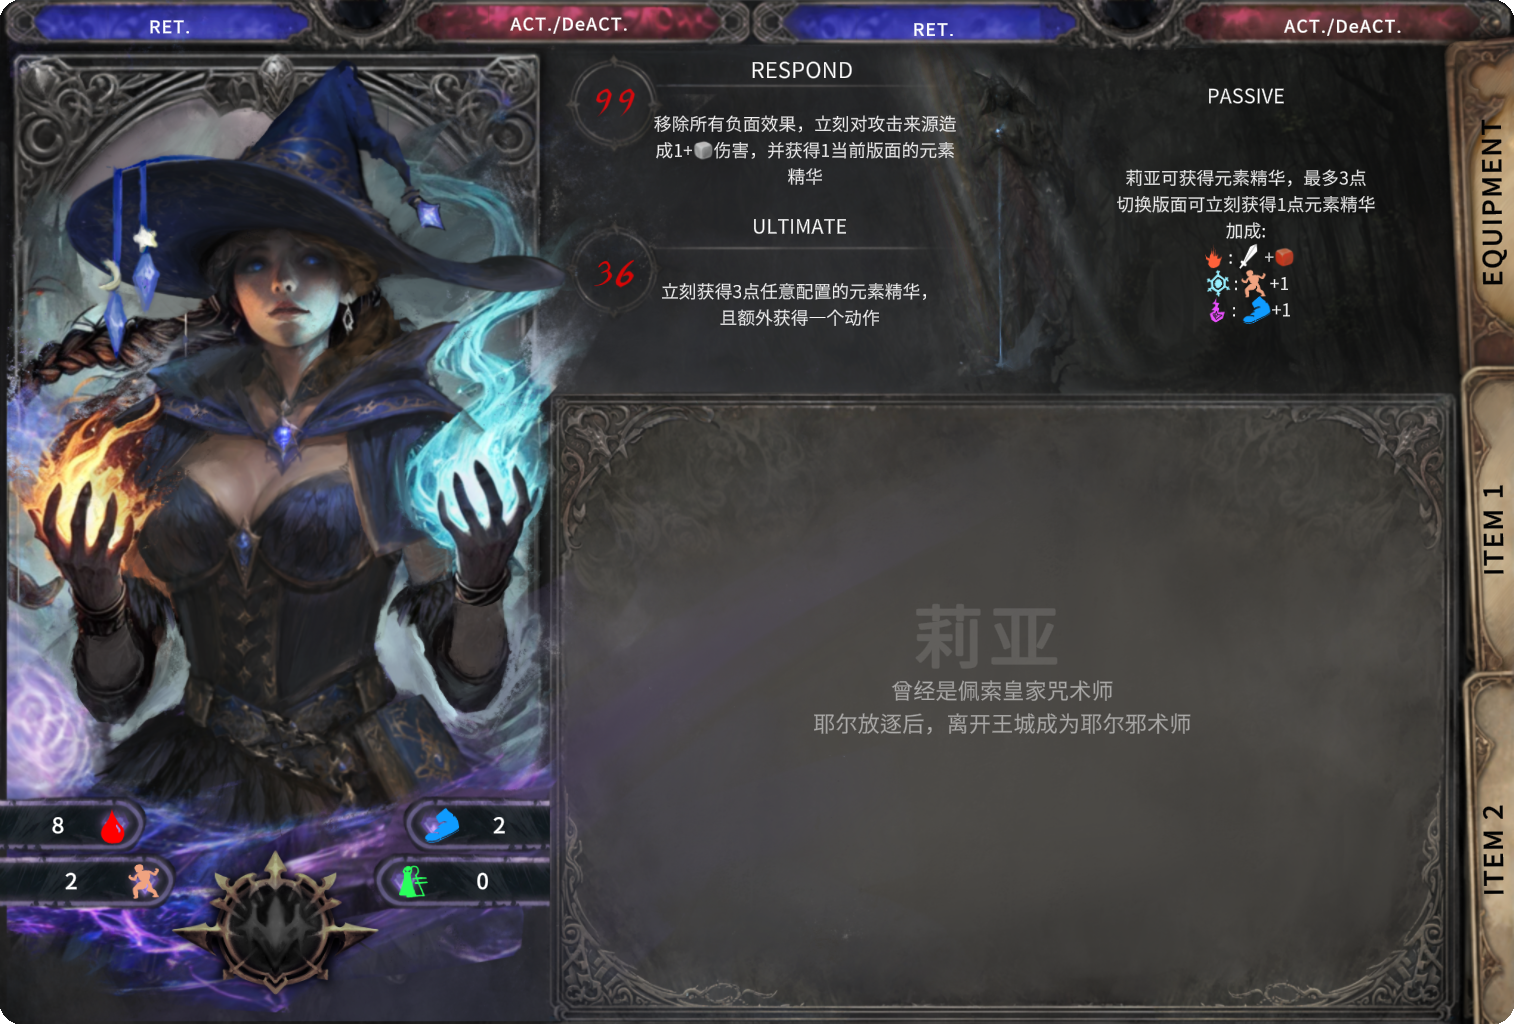 RET.
ACT./DeACT.
RET.
ACT./DeACT.
99
RESPOND
移除所有负面效果，立刻对攻击来源造
成1+伤害，并获得1当前版面的元素
精华
36
ULTIMATE
立刻获得3点任意配置的元素精华，
且额外获得一个动作
PASSIVE
莉亚可获得元素精华，最多3点
切换版面可立刻获得1点元素精华
加成:
: +
: +1
: +1
EQUIPMENT
ITEM 1
ITEM 2
莉亚
曾经是佩索皇家咒术师
耶尔放逐后，离开王城成为耶尔邪术师
8
2
2
0